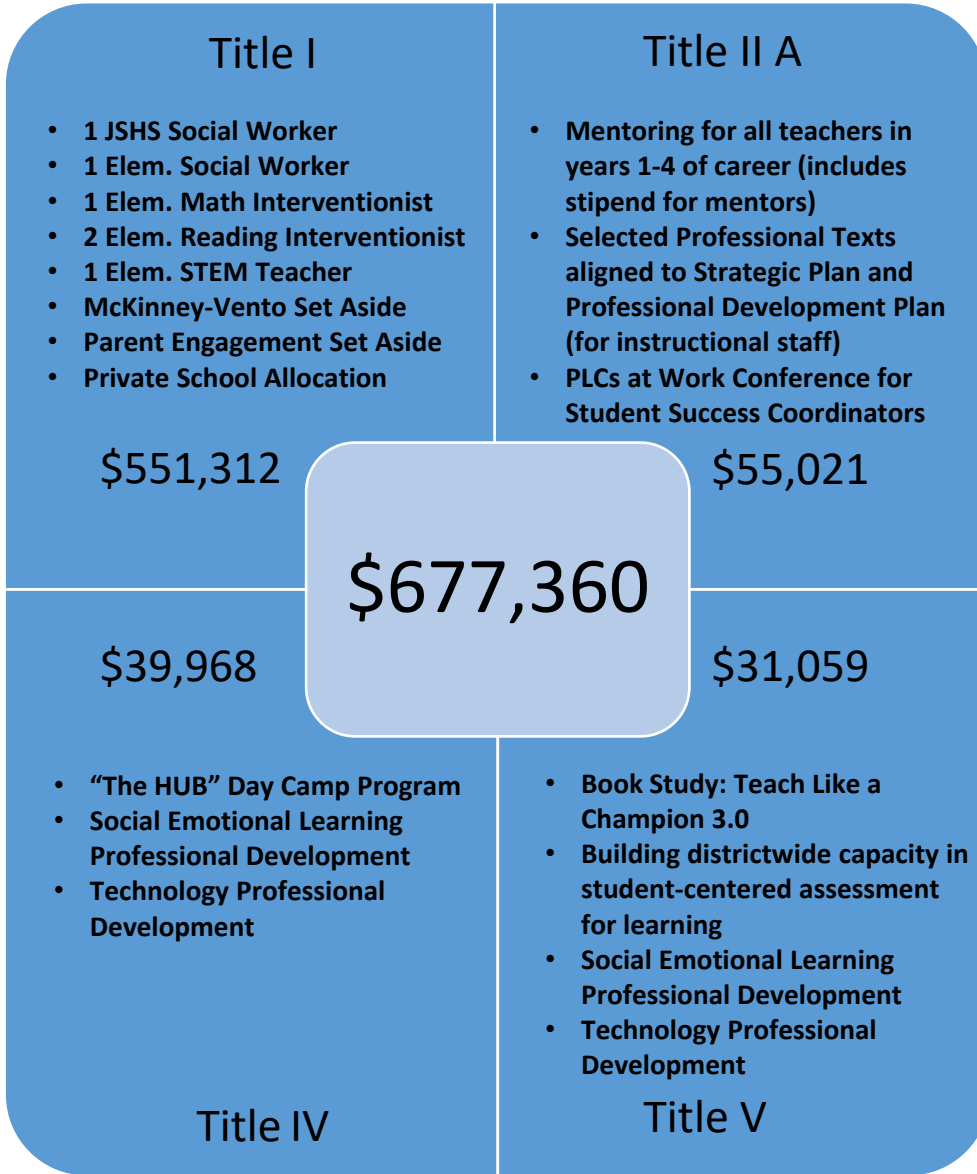 Title I
• 1 JSHS Social Worker
• 1 Elem. Social Worker
• 1 Elem. Math Interventionist
• 2 Elem. Reading Interventionist
• 1 Elem. STEM Teacher
• McKinney-Vento Set Aside
• Parent Engagement Set Aside
• Private School Allocation
$551,312
Title II A
• Mentoring for all teachers in
years 1-4 of career (includes
stipend for mentors)
• Selected Professional Texts
aligned to Strategic Plan and
Professional Development Plan
(for instructional staff)
• PLCs at Work Conference for
Student Success Coordinators
$55,021
$677,360
$39,968
• “The HUB” Day Camp Program
• Social Emotional Learning
Professional Development
• Technology Professional
Development
Title IV
$31,059
• Book Study: Teach Like a
Champion 3.0
• Building districtwide capacity in
student-centered assessment
for learning
• Social Emotional Learning
Professional Development
• Technology Professional
Development
Title V